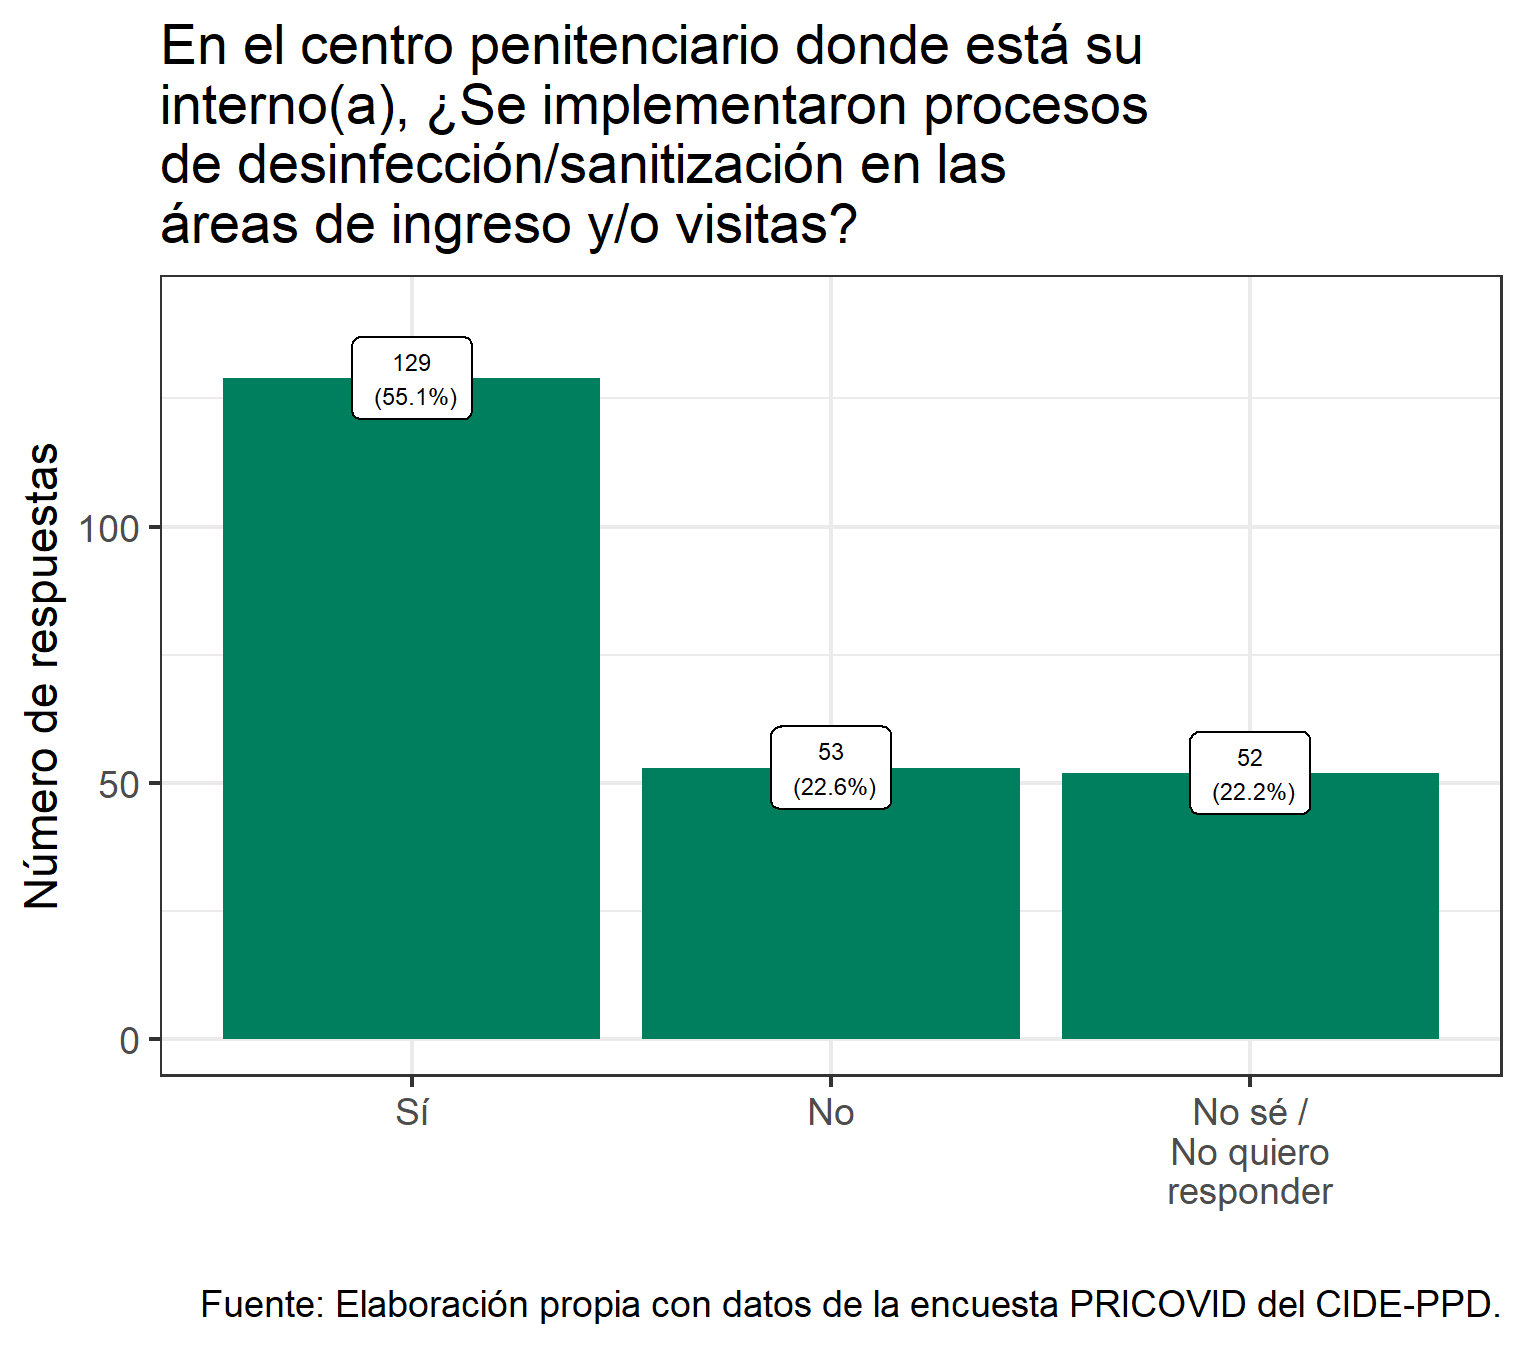 En el centro penitenciario donde está su
interno(a), ¿Se implementaron procesos
de desinfección/sanitización en las
áreas de ingreso y/o visitas?
Número de respuestas
100
50
0
129
(55.1%)
53
(22.6%)
52
(22.2%)
Sí
No
No sé /
No quiero
responder
Fuente: Elaboración propia con datos de la encuesta PRICOVID del CIDE-PPD.